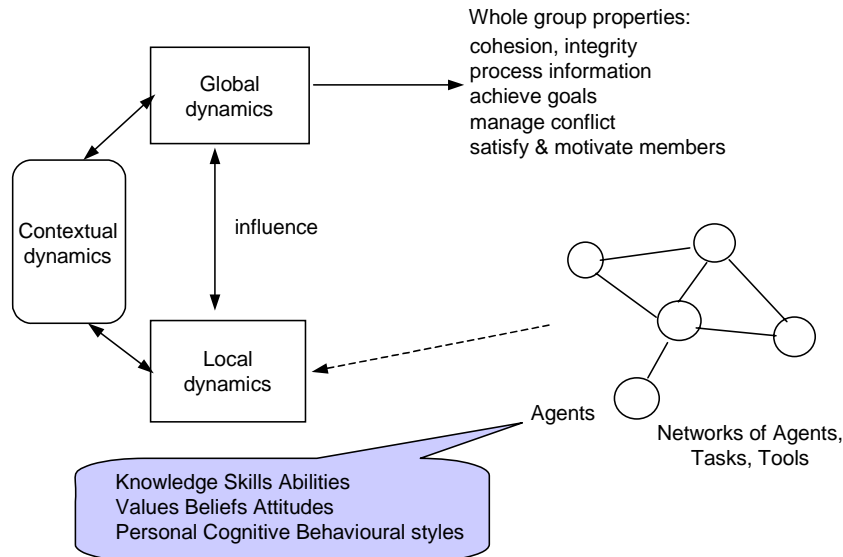 Whole group properties:
cohesion, integrity
process information
achieve goals
manage conflict
satisfy & motivate members
Global
dynamics
Contextual
dynamics
influence
Local
dynamics
Agents
Networks of Agents,
Tasks, Tools
Knowledge Skills Abilities
Values Beliefs Attitudes
Personal Cognitive Behavioural styles